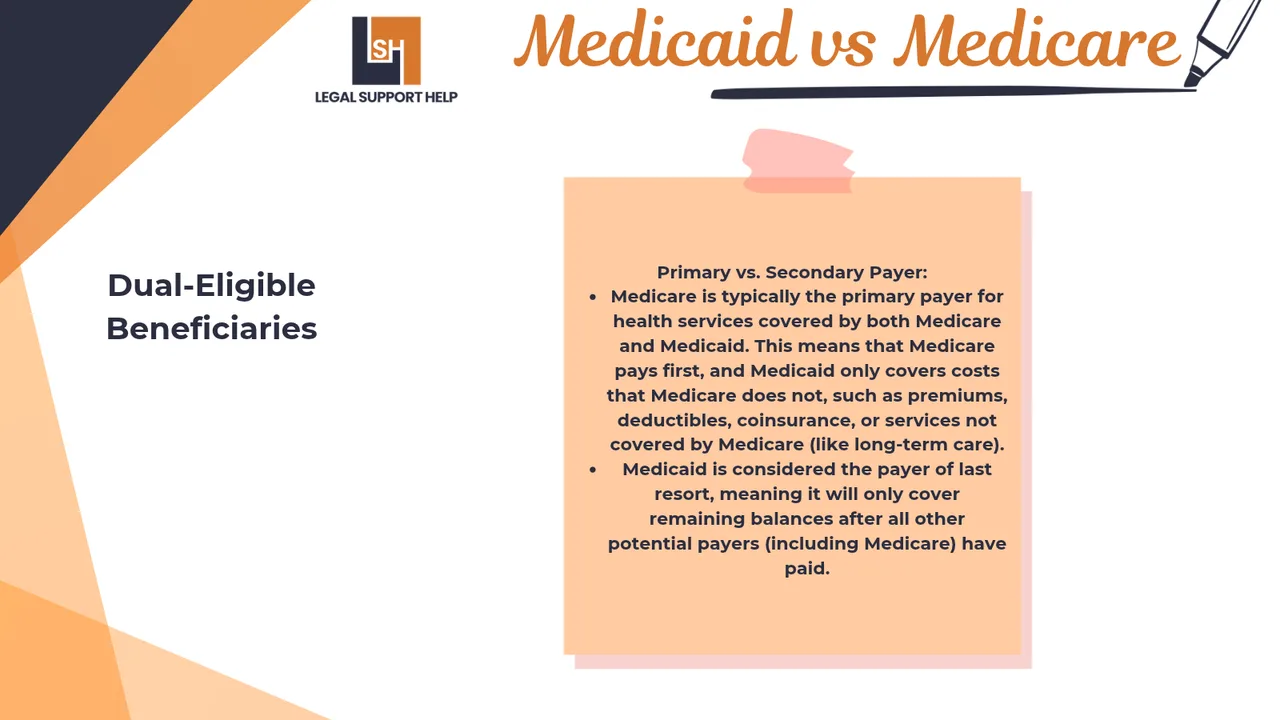 Medicaid vs Medicare
SH
LEGAL SUPPORT HELP
Dual-Eligible
Beneficiaries
Primary vs. Secondary Payer:
• Medicare is typically the primary payer for
health services covered by both Medicare
and Medicaid. This means that Medicare
pays first, and Medicaid only covers costs
that Medicare does not, such as premiums,
deductibles, coinsurance, or services not
covered by Medicare (like long-term care).
• Medicaid is considered the payer of last
resort, meaning it will only cover
remaining balances after all other
potential payers (including Medicare) have
paid.